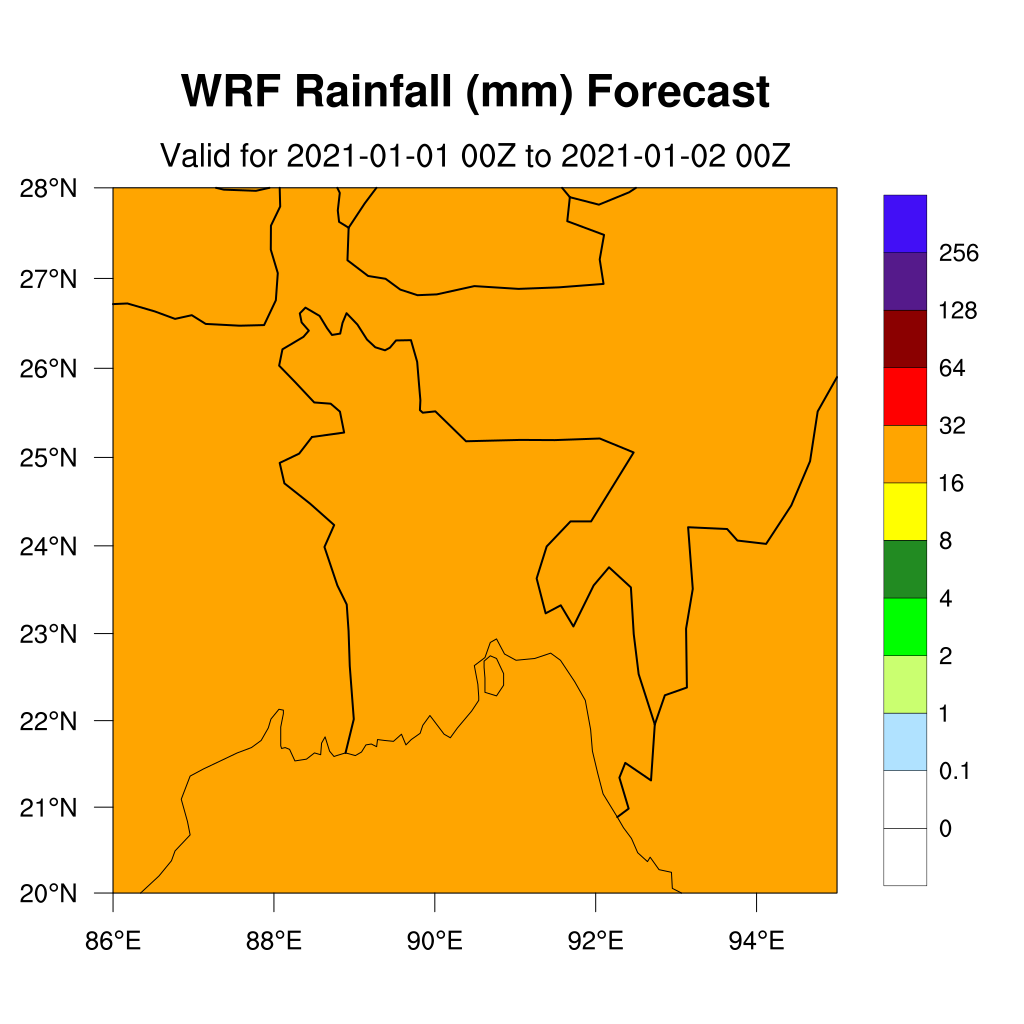 WRF Rainfall (mm) Forecast
Valid for 2021-01-01 00Z to 2021-01-02 00Z
28°N
27°N
26°N
25°N
24°N
23°N
22°N
21°N
20°N
86°E 88°E 90°E 92°E 94°E
256
128
64
32
16
8
4
2
1
0.1
0